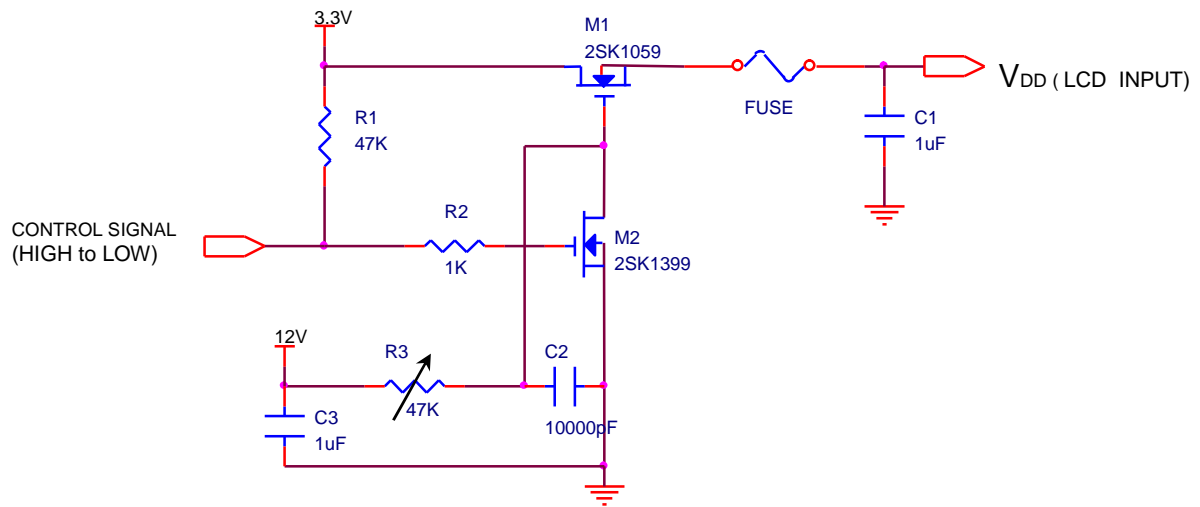 3.3V
M1
2SK1059
VDD ( LCD INPUT)
FUSE
R1
47K
C1
1uF
CONTROL SIGNAL
(HIGH to LOW)
R2
1K
M2
2SK1399
12V
R3
47K
C2
10000pF
C3
1uF